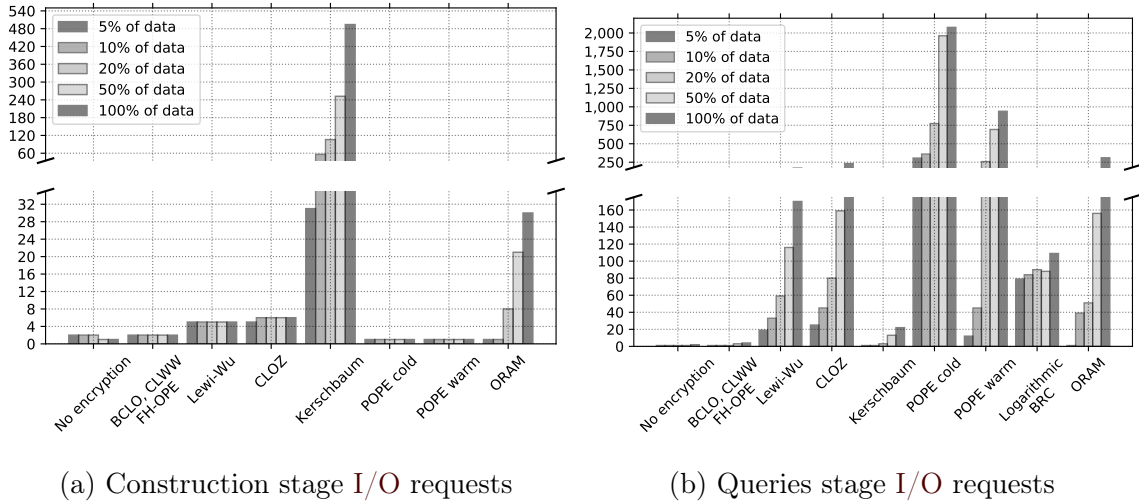 540
480
420
360
300
240
180
120
60
32
28
24
20
16
12
8
4
0
5% of data
10% of data
20% of data
50% of data
100% of data
No encryption
BCLO, CLWW
FH-OPE
Lewi-Wu
CLOZ
Kerschbaum
POPE cold
POPE warm
ORAM
(a) Construction stage I/O requests
2,000
1,750
1,500
1,250
1,000
750
500
250
160
140
120
100
80
60
40
20
0
5% of data
10% of data
20% of data
50% of data
100% of data
No encryption
BCLO, CLWW
FH-OPE
Lewi-Wu
CLOZ
Kerschbaum
POPE cold
POPE warm
Logarithmic
BRC
ORAM
(b) Queries stage I/O requests